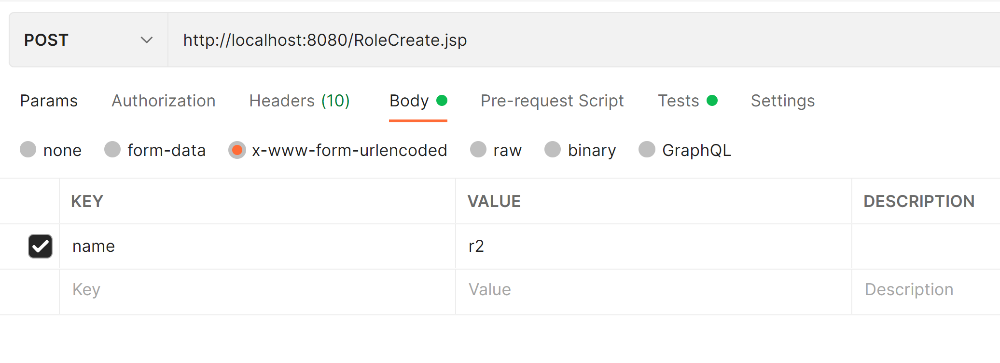 POST http://localhost:8080/RoleCreate.jsp
Params Authorization Headers (10) Body Pre-request Script Tests Settings
none form-data x-www-form-urlencoded raw binary GraphQL
KEY VALUE DESCRIPTION
name r2
Key Value Description